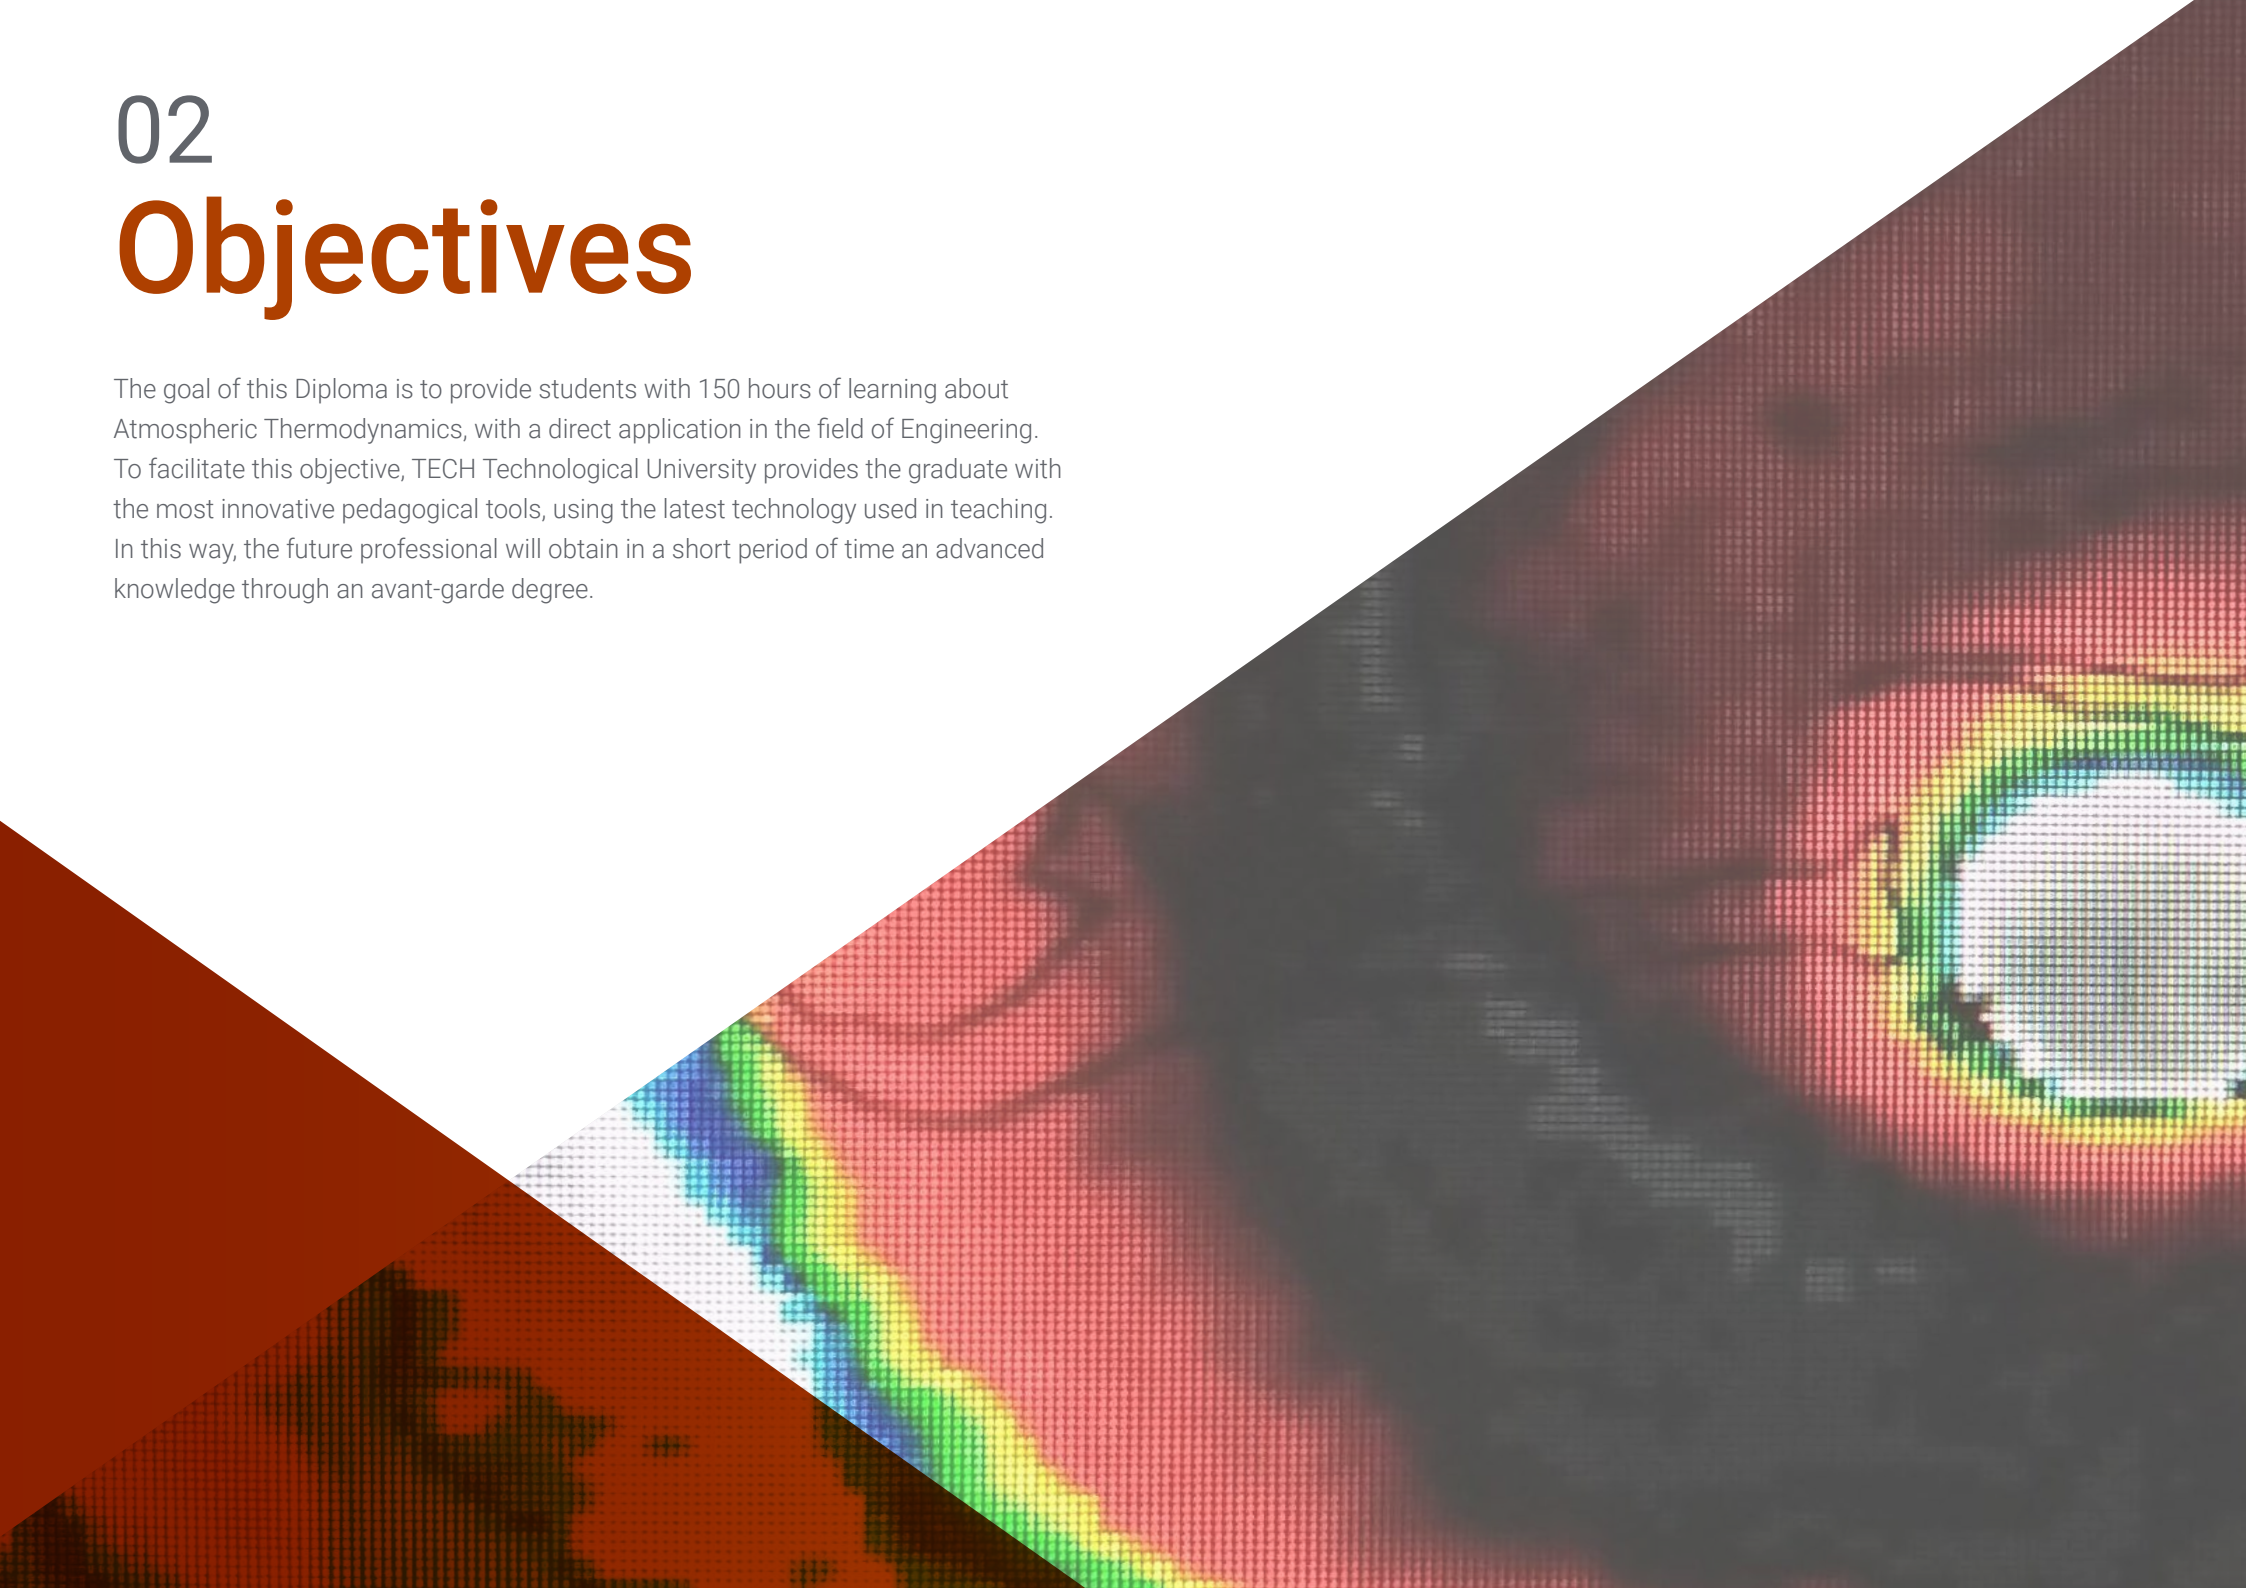 02
Objectives
The goal of this Diploma is to provide students with 150 hours of learning about
Atmospheric Thermodynamics, with a direct application in the field of Engineering.
To facilitate this objective, TECH Technological University provides the graduate with
the most innovative pedagogical tools, using the latest technology used in teaching.
In this way, the future professional will obtain in a short period of time an advanced
knowledge through an avant-garde degree.